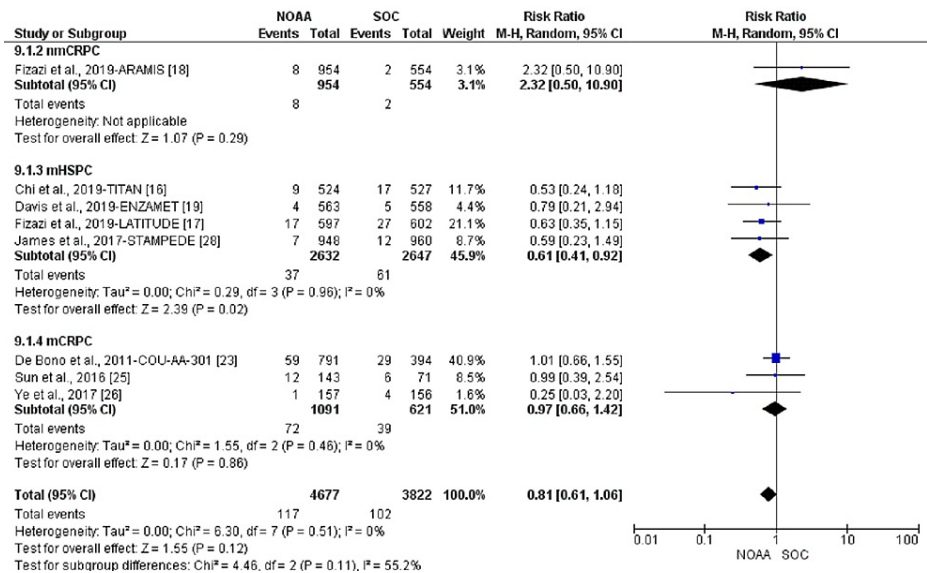 NOAA SOC Risk Ratio Risk Ratio
Study or Subgroup Events Total Events Total Weight M-H, Random, 95% CI M-H, Random, 95% CI
9.1.2 nmCRPC
Fizazi et al., 2019-ARAMIS [18] 8 954 2 554 3.1% 2.32 [0.50, 10.90]
Subtotal (95% CI) 954 554 3.1% 2.32 [0.50, 10.90]
Total events 8 2
Heterogeneity: Not applicable
Test for overall effect: Z = 1.07 (P = 0.29)
9.1.3 mHSPC
Chi et al., 2019-TITAN [16] 9 524 17 527 11.7% 0.53 [0.24, 1.18]
Davis et al., 2019-ENZAMET [19] 4 563 5 558 4.4% 0.79 [0.21, 2.94]
Fizazi et al., 2019-LATITUDE [17] 17 597 27 602 21.1% 0.63 [0.35, 1.15]
James et al., 2017-STAMPEDE [28] 7 948 12 960 8.7% 0.59 [0.23, 1.49]
Subtotal (95% CI) 2632 2647 45.9% 0.61 [0.41, 0.92]
Total events 37 61
Heterogeneity: Tau² = 0.00; Chi² = 0.29, df = 3 (P = 0.96); I² = 0%
Test for overall effect: Z = 2.39 (P = 0.02)
9.1.4 mCRPC
De Bono et al., 2011-COU-AA-301 [23] 59 791 29 394 40.9% 1.01 [0.66, 1.55]
Sun et al., 2016 [25] 12 143 6 71 8.5% 0.99 [0.39, 2.54]
Ye et al., 2017 [26] 1 157 4 156 1.6% 0.25 [0.03, 2.20]
Subtotal (95% CI) 1091 621 51.0% 0.97 [0.66, 1.42]
Total events 72 39
Heterogeneity: Tau² = 0.00; Chi² = 1.55, df = 2 (P = 0.46); I² = 0%
Test for overall effect: Z = 0.17 (P = 0.86)
Total (95% CI) 4677 3822 100.0% 0.81 [0.61, 1.06]
Total events 117 102
Heterogeneity: Tau² = 0.00; Chi² = 6.30, df = 7 (P = 0.51); I² = 0%
Test for overall effect: Z = 1.55 (P = 0.12)
Test for subgroup differences: Chi² = 4.46, df = 2 (P = 0.11), I² = 55.2%
0.01 0.1 1 10 100
NOAA SOC